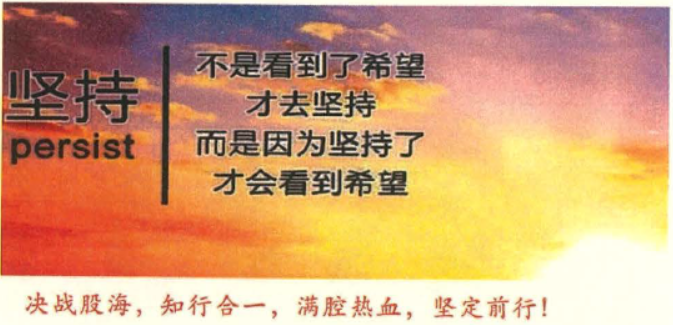 坚持
persist
不是看到了希望
才去坚持
而是因为坚持了
才会看到希望
决战股海，知行合一，满腔热血，坚定前行！